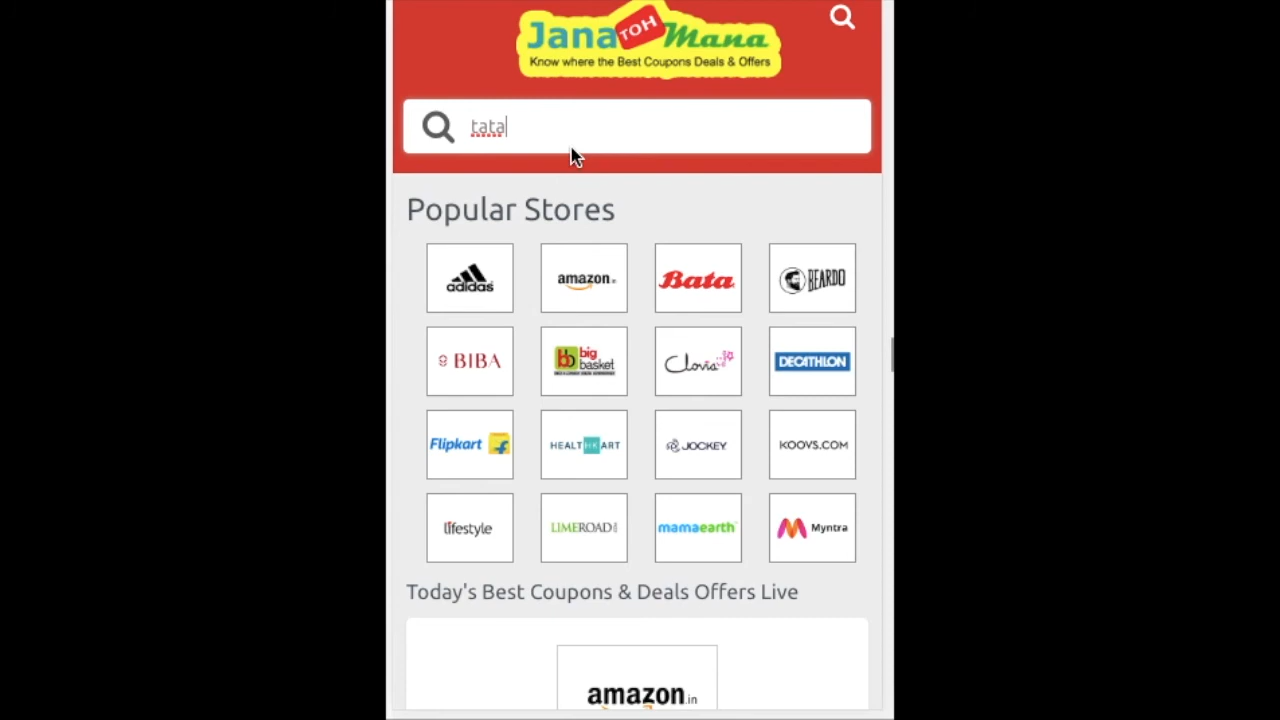 Jana TOH Mana
Know where the Best Coupons Deals & Offers
tata
Popular Stores
adidas
amazon.in
Bata
BEARDO
BIBA
bb big basket
Clovia
DECATHLON
Flipkart
HEALTHKART
JOCKEY
KOOVS.COM
lifestyle
LIMEROAD
mamaearth
Myntra
Today's Best Coupons & Deals Offers Live
amazon.in